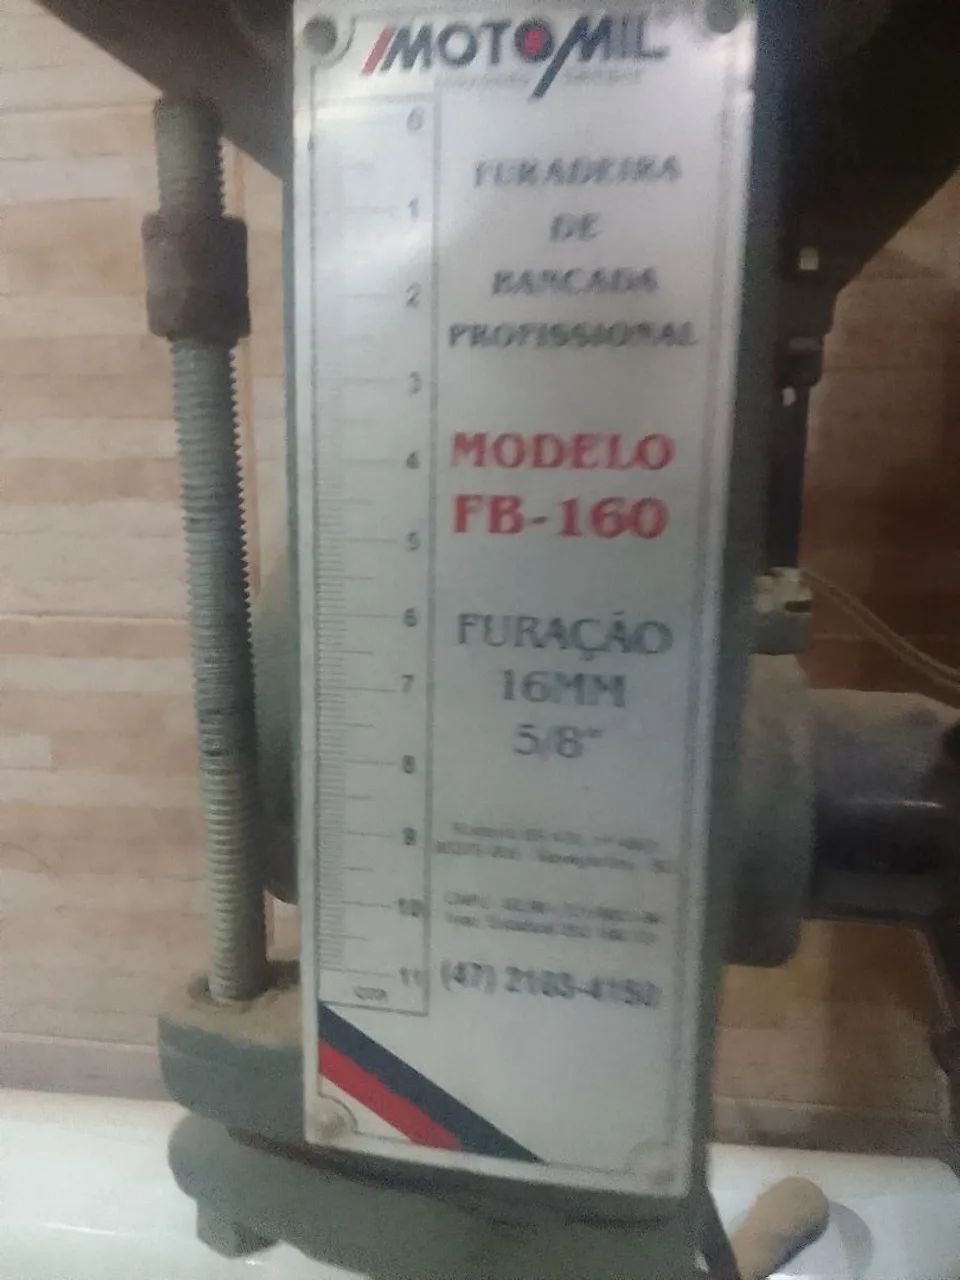 MOTOMIL
0
1
2
3
4
5
6
7
8
9
10
11
CM
FURADEIRA
DE
BANCADA
PROFISSIONAL
MODELO
FB-160
FURAÇÃO
16MM
5/8"
(47) 2103-4150